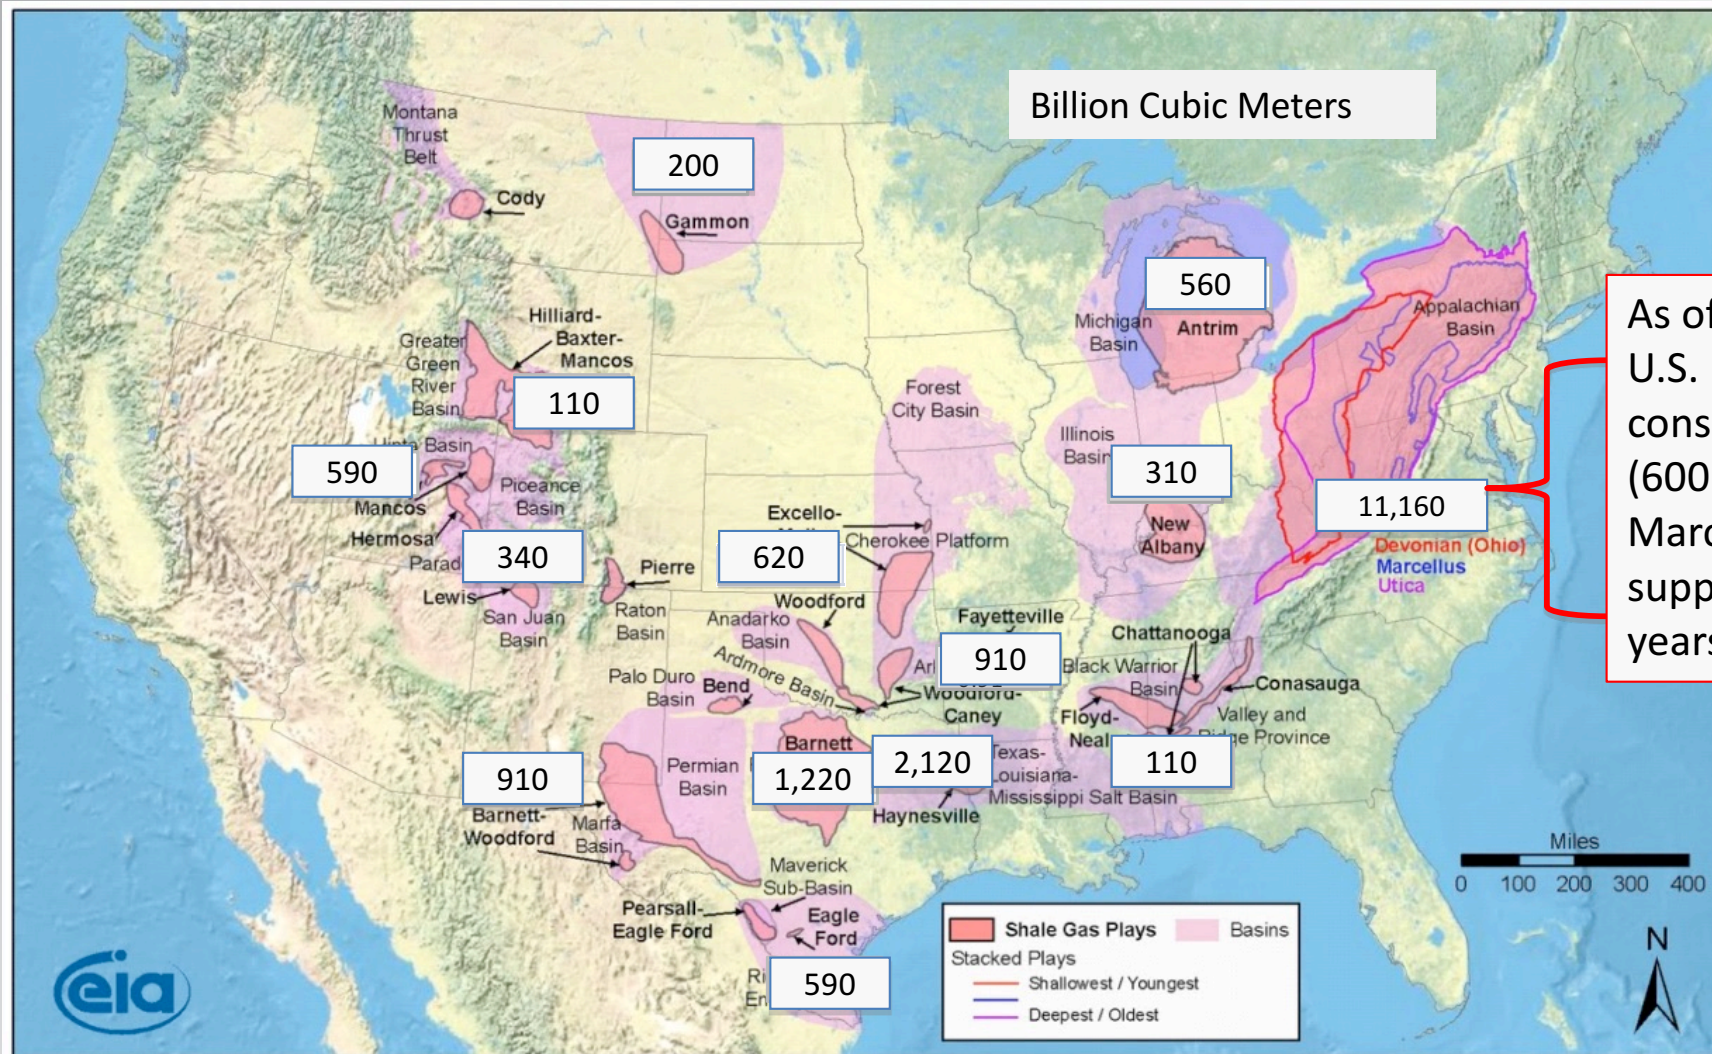 Billion Cubic Meters
Montana
Thrust
Belt
200
Cody
Gammon
560
Michigan
Basin
Antrim
Appalachian
Basin
As of
U.S.
(600
years
Hilliard-
Baxter-
Mancos
Greater
Green
River
Basin
110
Forest
City Basin
Illinois
Basin
Basin
590
Piceance
Basin
Mancos
Hermosa
310
11,160
New
Albany
Devonian (Ohio)
Marcellus
Utica
Excello-
Cherokee Platform
620
340
Lewis
San Juan
Basin
Pierre
Raton
Basin
Woodford
Anadarko
Basin
Fayetteville
910
Ardmore Basin
Palo Duro
Basin
Bend
Woodford-
Caney
Chattanooga
Black Warrior
Basin
Conasauga
Floyd-
Neal
Valley and
Ridge Province
Barnett
1,220
2,120
110
Texas-
Louisiana-
Mississippi Salt Basin
Haynesville
910
Permian
Basin
Barnett-
Woodford
Marfa
Basin
Maverick
Sub-Basin
Pearsall-
Eagle Ford
Eagle
Ford
590
Miles
0 100 200 300 400
N
Shale Gas Plays Basins
Stacked Plays
Shallowest / Youngest
Deepest / Oldest
eia